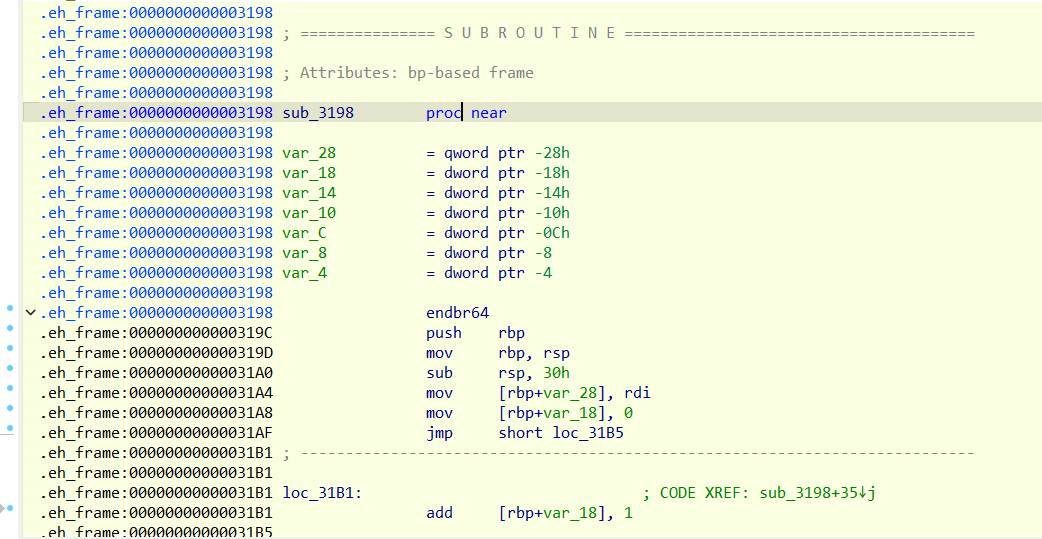 .eh_frame:0000000000003198
.eh_frame:0000000000003198 ; =============== S U B R O U T I N E =======================================
.eh_frame:0000000000003198
.eh_frame:0000000000003198 ; Attributes: bp-based frame
.eh_frame:0000000000003198
.eh_frame:0000000000003198 sub_3198        proc near
.eh_frame:0000000000003198
.eh_frame:0000000000003198 var_28          = qword ptr -28h
.eh_frame:0000000000003198 var_18          = dword ptr -18h
.eh_frame:0000000000003198 var_14          = dword ptr -14h
.eh_frame:0000000000003198 var_10          = dword ptr -10h
.eh_frame:0000000000003198 var_C           = dword ptr -0Ch
.eh_frame:0000000000003198 var_8           = dword ptr -8
.eh_frame:0000000000003198 var_4           = dword ptr -4
.eh_frame:0000000000003198
.eh_frame:0000000000003198                 endbr64
.eh_frame:000000000000319C                 push    rbp
.eh_frame:000000000000319D                 mov     rbp, rsp
.eh_frame:00000000000031A0                 sub     rsp, 30h
.eh_frame:00000000000031A4                 mov     [rbp+var_28], rdi
.eh_frame:00000000000031A8                 mov     [rbp+var_18], 0
.eh_frame:00000000000031AF                 jmp     short loc_31B5
.eh_frame:00000000000031B1 ; ---------------------------------------------------------------------------
.eh_frame:00000000000031B1
.eh_frame:00000000000031B1 loc_31B1:                               ; CODE XREF: sub_3198+35↓j
.eh_frame:00000000000031B1                 add     [rbp+var_18], 1
.eh_frame:00000000000031B5